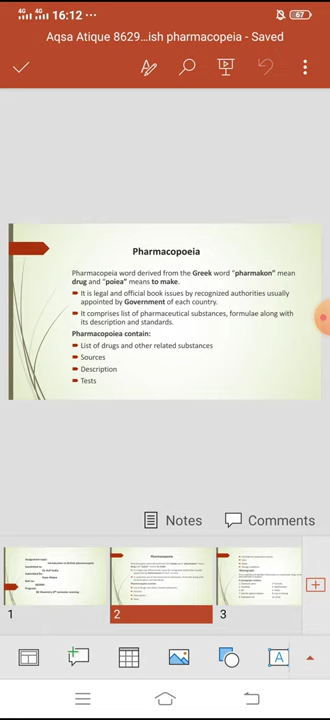 4G 4G 16:12 ··· 67
Aqsa Atique 8629...ish pharmacopeia - Saved
Pharmacopoeia
Pharmacopeia word derived from the Greek word "pharmakon" mean
drug and "poiea" means to make.
It is legal and official book issues by recognized authorities usually
appointed by Government of each country.
It comprises list of pharmaceutical substances, formulae along with
its description and standards.
Pharmacopoiea contain:
List of drugs and other related substances
Sources
Description
Tests
Notes
Comments
1
2
3
A